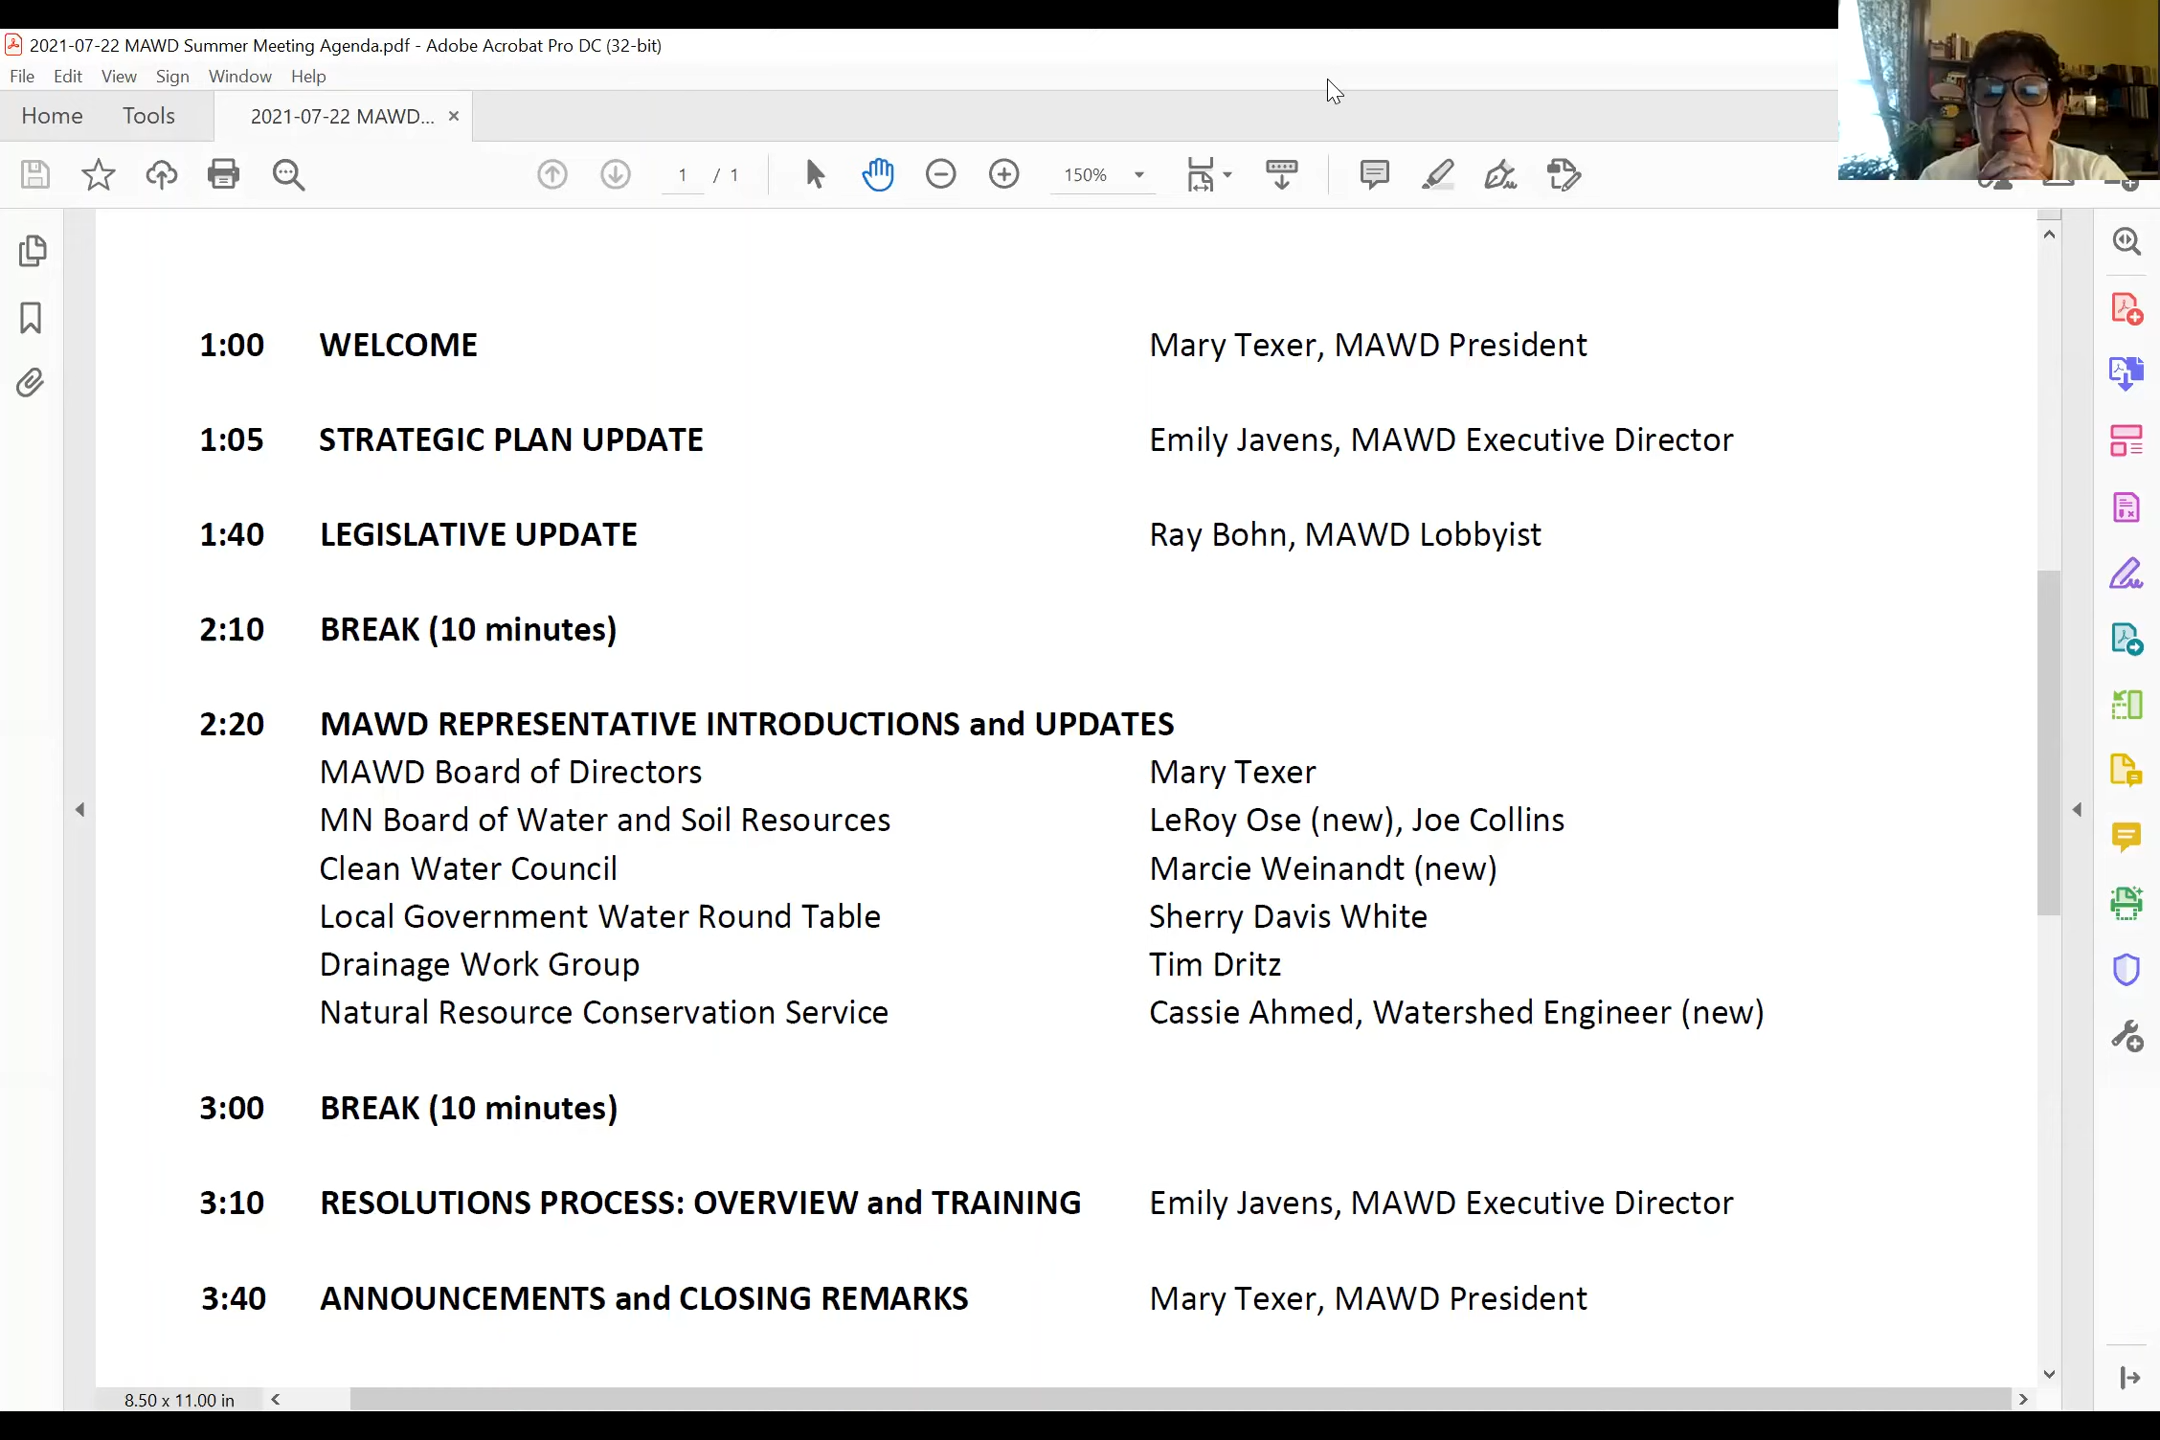 2021-07-22 MAWD Summer Meeting Agenda.pdf - Adobe Acrobat Pro DC (32-bit)
File Edit View Sign Window Help
Home Tools 2021-07-22 MAWD... ×
1 / 1 150%
1:00 WELCOME Mary Texer, MAWD President
1:05 STRATEGIC PLAN UPDATE Emily Javens, MAWD Executive Director
1:40 LEGISLATIVE UPDATE Ray Bohn, MAWD Lobbyist
2:10 BREAK (10 minutes)
2:20 MAWD REPRESENTATIVE INTRODUCTIONS and UPDATES
MAWD Board of Directors Mary Texer
MN Board of Water and Soil Resources LeRoy Ose (new), Joe Collins
Clean Water Council Marcie Weinandt (new)
Local Government Water Round Table Sherry Davis White
Drainage Work Group Tim Dritz
Natural Resource Conservation Service Cassie Ahmed, Watershed Engineer (new)
3:00 BREAK (10 minutes)
3:10 RESOLUTIONS PROCESS: OVERVIEW and TRAINING Emily Javens, MAWD Executive Director
3:40 ANNOUNCEMENTS and CLOSING REMARKS Mary Texer, MAWD President
8.50 x 11.00 in